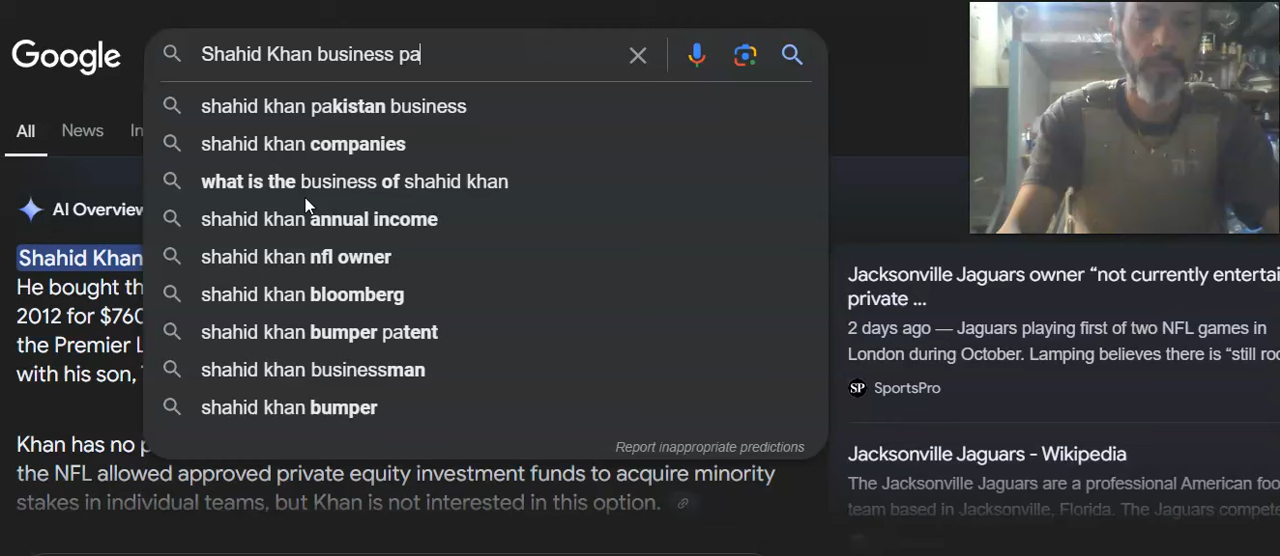 Google
Shahid Khan business pa
shahid khan pakistan business
shahid khan companies
what is the business of shahid khan
shahid khan annual income
shahid khan nfl owner
shahid khan bloomberg
shahid khan bumper patent
shahid khan businessman
shahid khan bumper
Report inappropriate predictions
All News In
AI Overview
Shahid Khan
He bought th
2012 for $760
the Premier L
with his son,
Khan has no p
the NFL allowed approved private equity investment funds to acquire minority
stakes in individual teams, but Khan is not interested in this option.
Jacksonville Jaguars owner “not currently entertai
private ...
2 days ago — Jaguars playing first of two NFL games in
London during October. Lamping believes there is “still roo
SP SportsPro
Jacksonville Jaguars - Wikipedia
The Jacksonville Jaguars are a professional American foo
team based in Jacksonville, Florida. The Jaguars compete